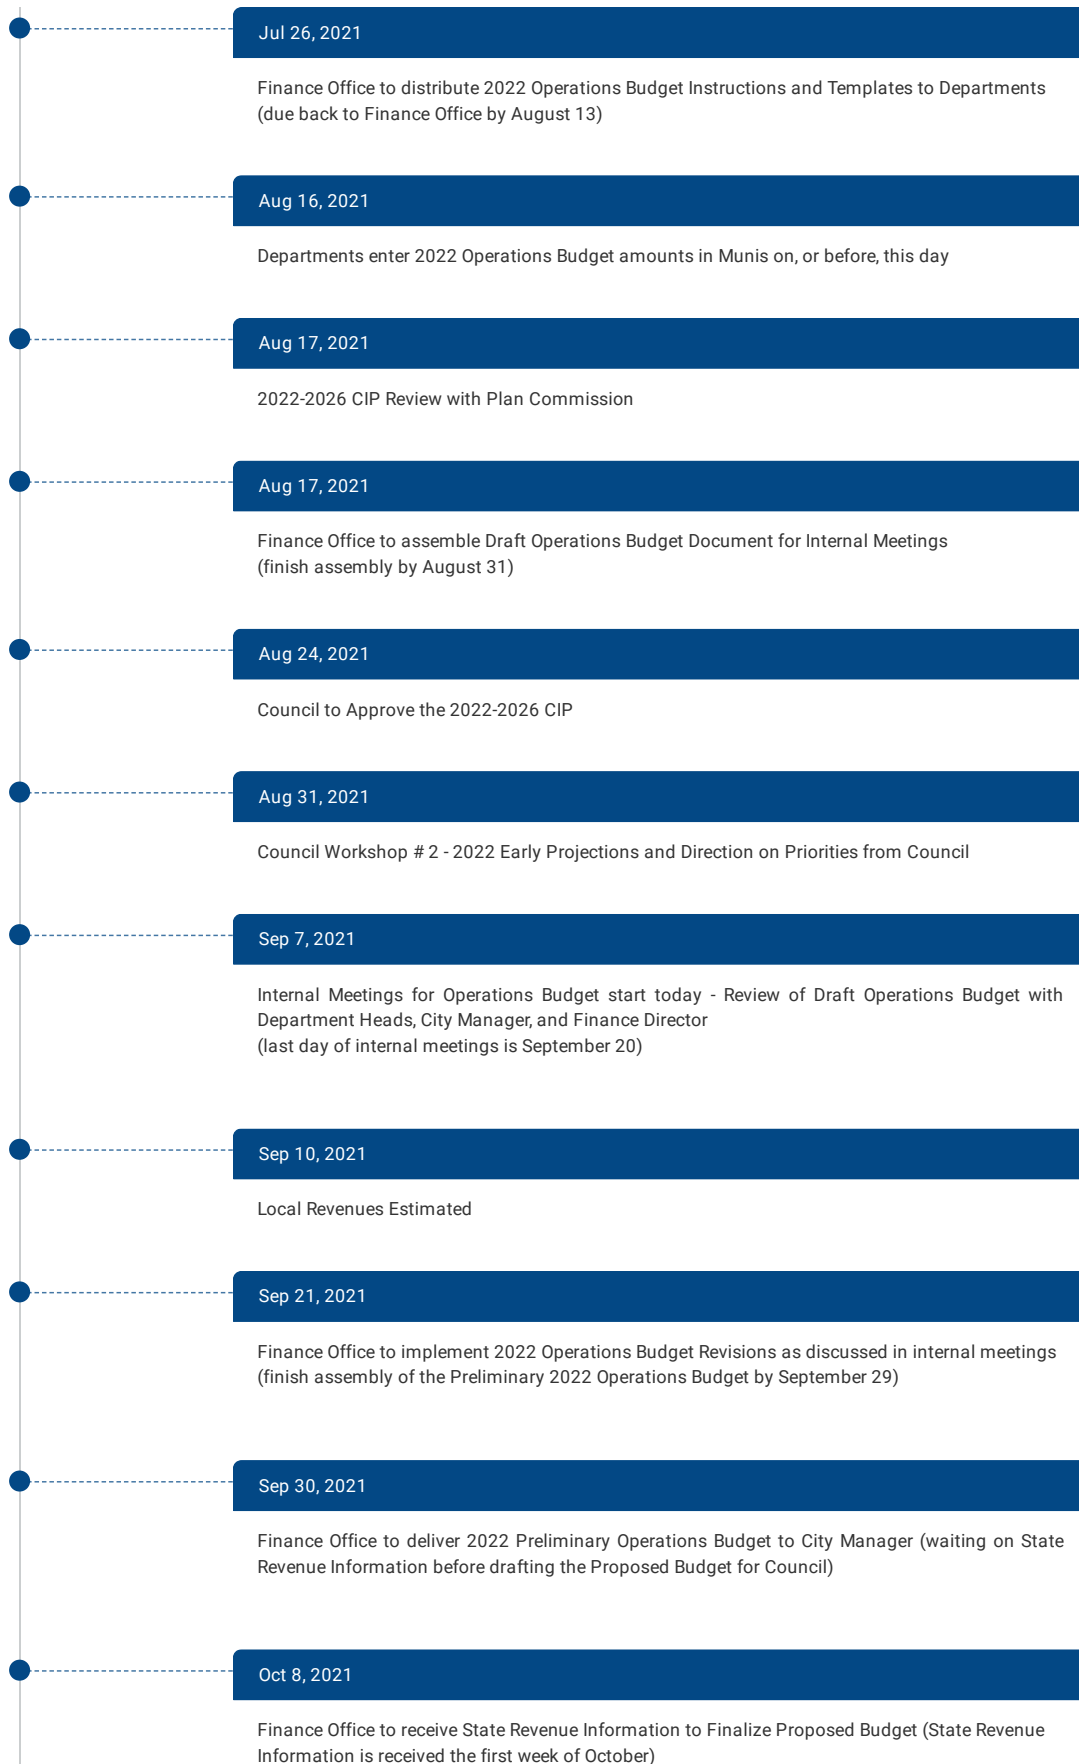 Jul 26, 2021
Finance Office to distribute 2022 Operations Budget Instructions and Templates to Departments
(due back to Finance Office by August 13)
Aug 16, 2021
Departments enter 2022 Operations Budget amounts in Munis on, or before, this day
Aug 17, 2021
2022-2026 CIP Review with Plan Commission
Aug 17, 2021
Finance Office to assemble Draft Operations Budget Document for Internal Meetings
(finish assembly by August 31)
Aug 24, 2021
Council to Approve the 2022-2026 CIP
Aug 31, 2021
Council Workshop # 2 - 2022 Early Projections and Direction on Priorities from Council
Sep 7, 2021
Internal Meetings for Operations Budget start today - Review of Draft Operations Budget with
Department Heads, City Manager, and Finance Director
(last day of internal meetings is September 20)
Sep 10, 2021
Local Revenues Estimated
Sep 21, 2021
Finance Office to implement 2022 Operations Budget Revisions as discussed in internal meetings
(finish assembly of the Preliminary 2022 Operations Budget by September 29)
Sep 30, 2021
Finance Office to deliver 2022 Preliminary Operations Budget to City Manager (waiting on State
Revenue Information before drafting the Proposed Budget for Council)
Oct 8, 2021
Finance Office to receive State Revenue Information to Finalize Proposed Budget (State Revenue
Information is received the first week of October)